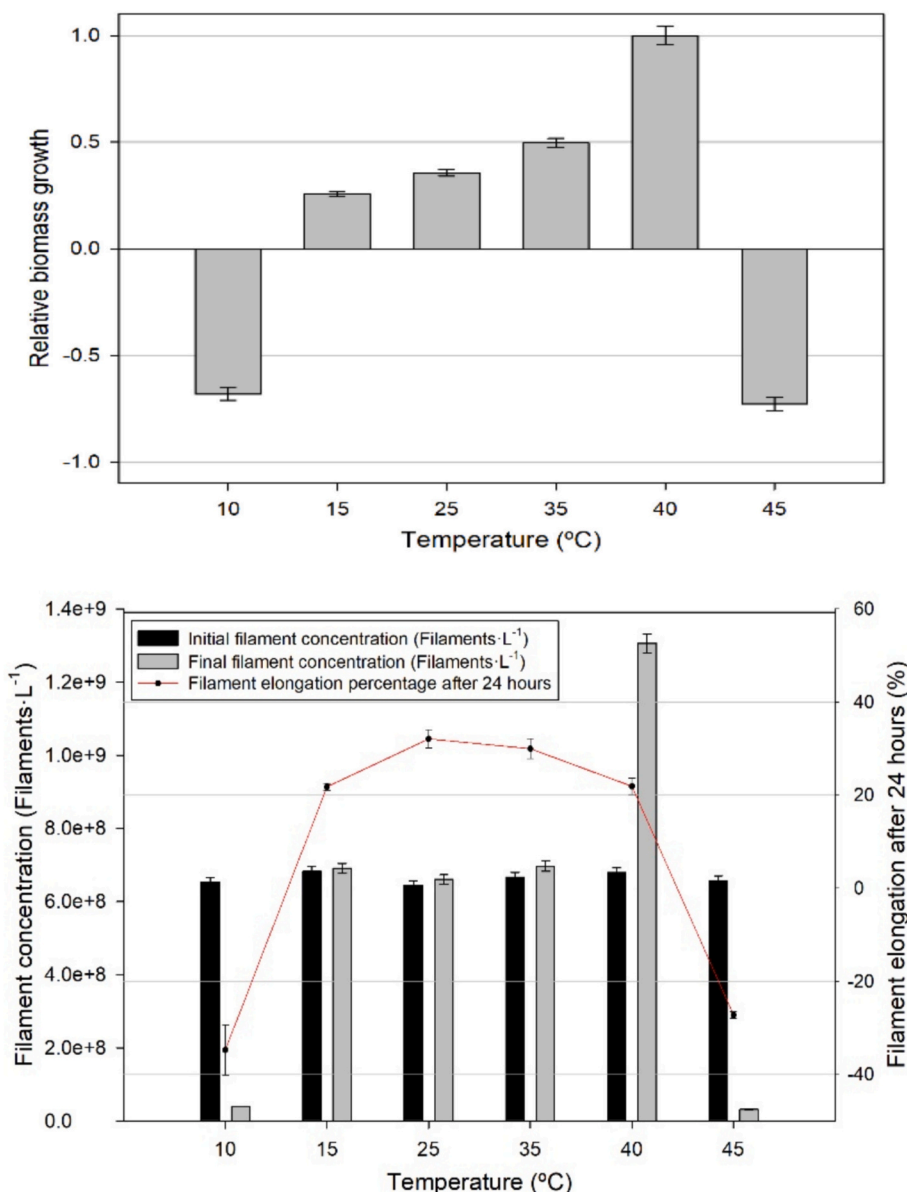 Relative biomass growth
1.0
0.5
0.0
-0.5
-1.0
10 15 25 35 40 45
Temperature (ºC)
Filament concentration (Filaments·L⁻¹)
1.4e+9
1.2e+9
1e+9
8.0e+8
6.0e+8
4.0e+8
2.0e+8
0.0
Initial filament concentration (Filaments·L⁻¹)
Final filament concentration (Filaments·L⁻¹)
Filament elongation percentage after 24 hours
60
40
20
0
-20
-40
Filament elongation after 24 hours (%)
10 15 25 35 40 45
Temperature (ºC)